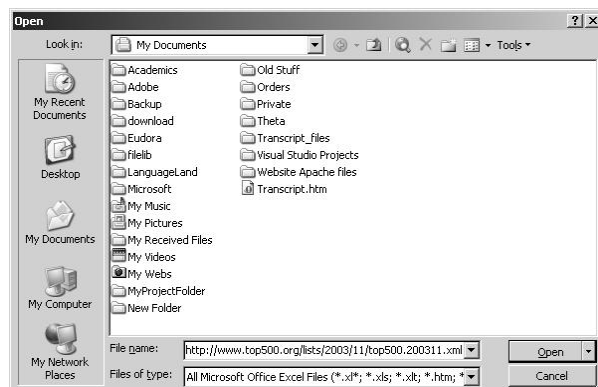 Open
Look in: My Documents Tools
My Recent Documents
Desktop
My Documents
My Computer
My Network Places
Academics
Adobe
Backup
download
Eudora
filelib
LanguageLand
Microsoft
My Music
My Pictures
My Received Files
My Videos
My Webs
MyProjectFolder
New Folder
Old Stuff
Orders
Private
Theta
Transcript_files
Visual Studio Projects
Website Apache files
Transcript.htm
File name: http://www.top500.org/lists/2003/11/top500.200311.xml Open
Files of type: All Microsoft Office Excel Files (*.xl*; *.xls; *.xlt; *.htm; * Cancel